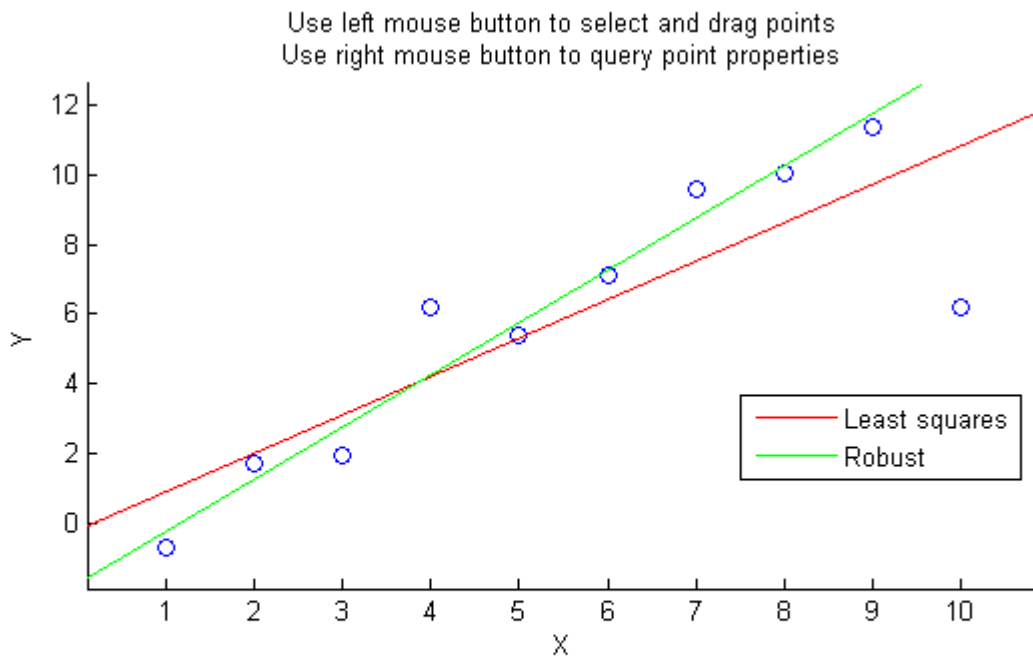 Use left mouse button to select and drag points
Use right mouse button to query point properties
12
10
8
6
4
2
0
Y
Least squares
Robust
1 2 3 4 5 6 7 8 9 10
X